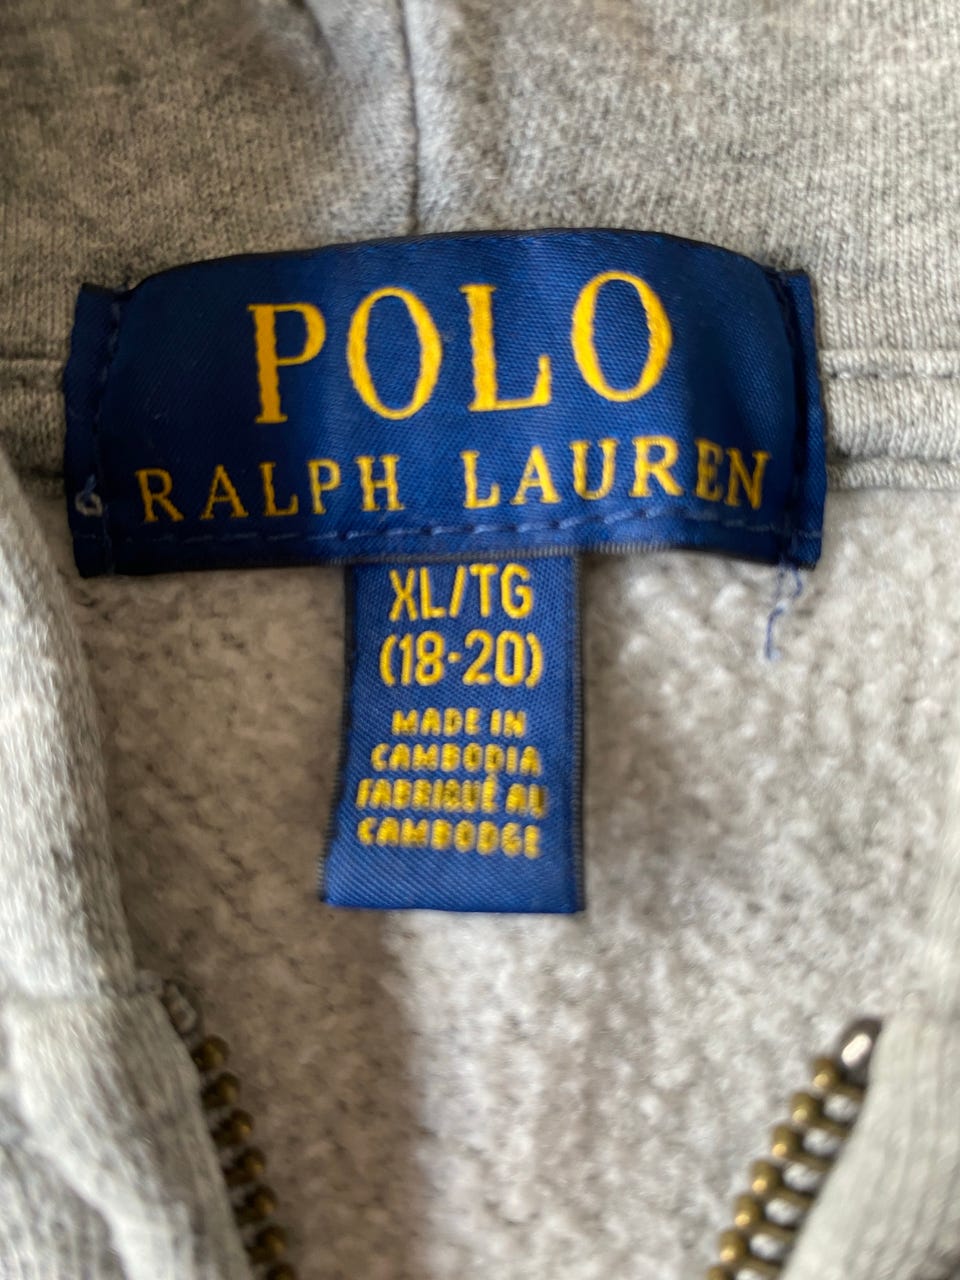 POLO
RALPH LAUREN
XL/TG
(18-20)
MADE IN
CAMBODIA
FABRIQUÉ AU
CAMBODGE